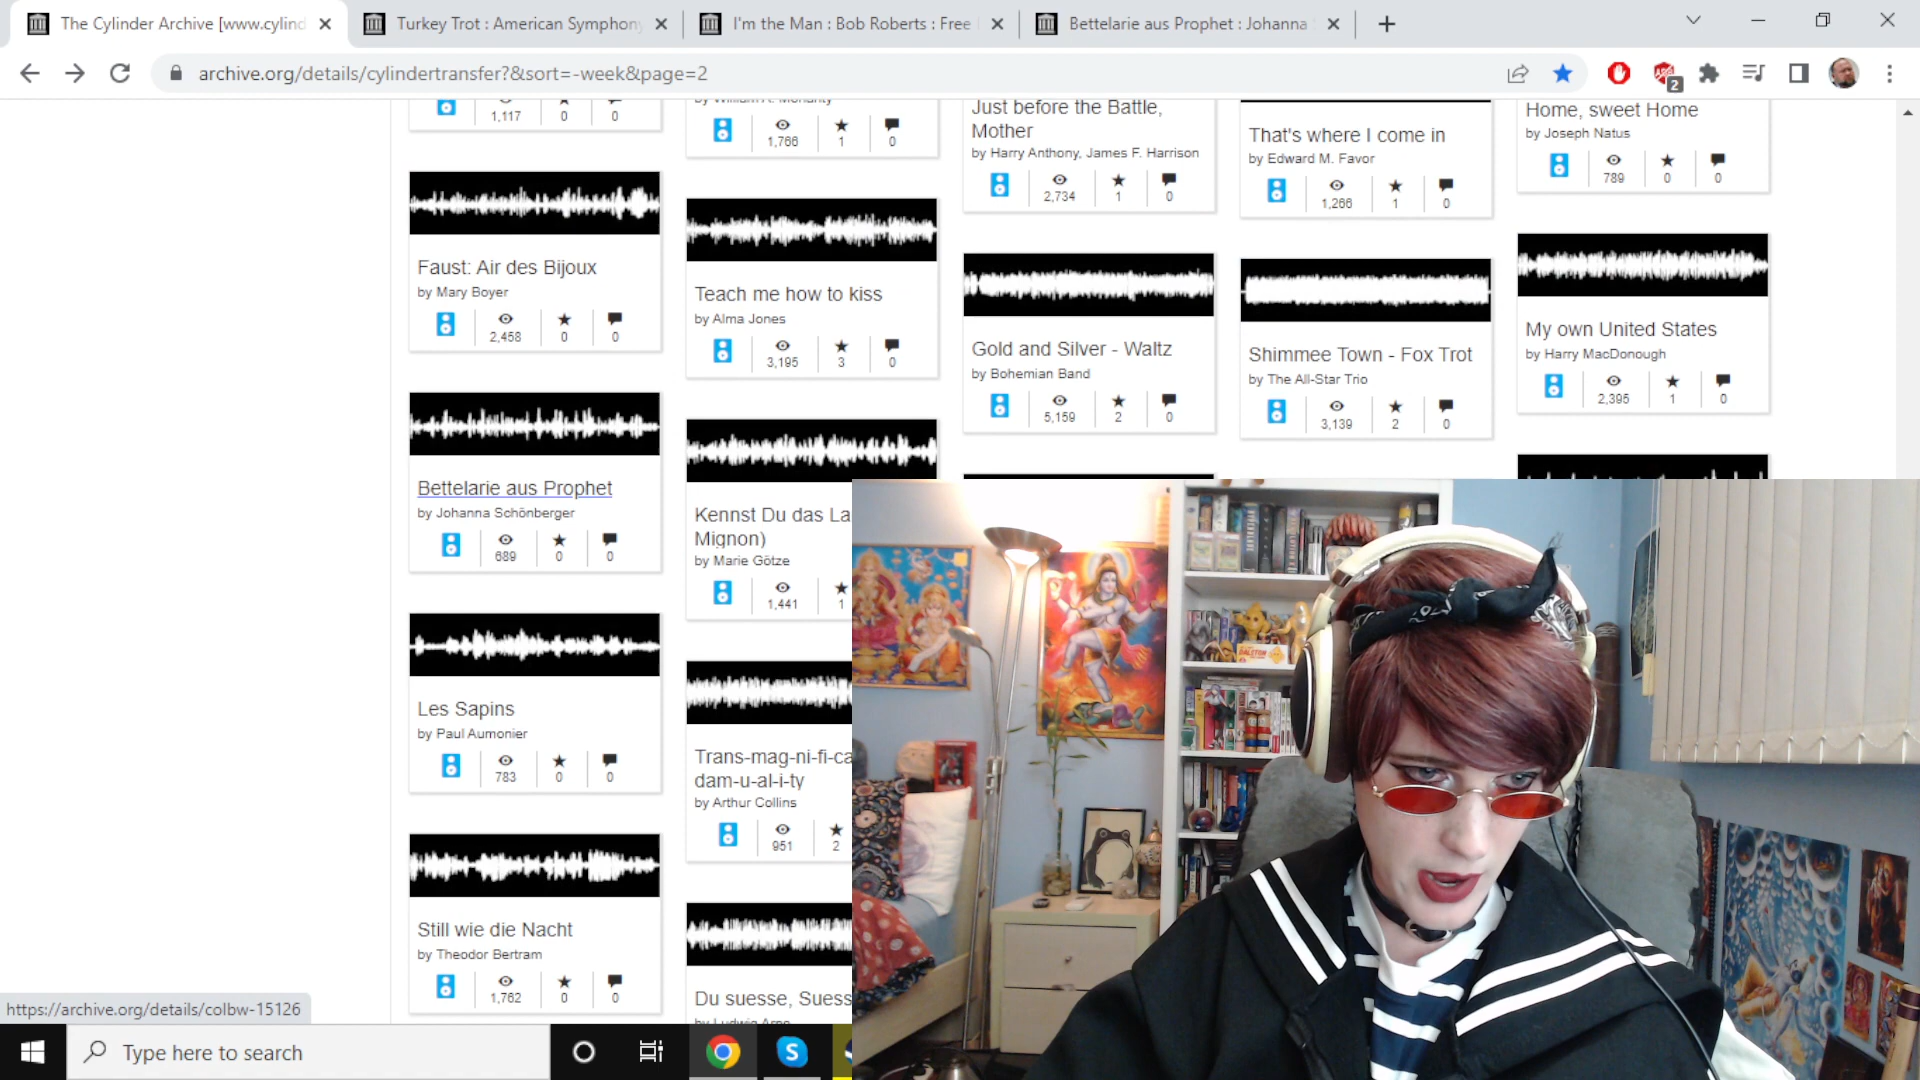 The Cylinder Archive [www.cylind
Turkey Trot : American Symphony
I'm the Man : Bob Roberts : Free
Bettelarie aus Prophet : Johanna
archive.org/details/cylindertransfer?&sort=-week&page=2
2
1,117 0 0
Faust: Air des Bijoux
by Mary Boyer
2,458 0 0
Bettelarie aus Prophet
by Johanna Schönberger
689 0 0
Les Sapins
by Paul Aumonier
783 0 0
Still wie die Nacht
by Theodor Bertram
1,762 0 0
by William A. Moriarity
1,766 1 0
Teach me how to kiss
by Alma Jones
3,195 3 0
Kennst Du das La
Mignon)
by Marie Götze
1,441 1
Trans-mag-ni-fi-ca
dam-u-al-i-ty
by Arthur Collins
951 2
Du suesse, Suess
Just before the Battle,
Mother
by Harry Anthony, James F. Harrison
2,734 1 0
Gold and Silver - Waltz
by Bohemian Band
5,159 2 0
That's where I come in
by Edward M. Favor
1,266 1 0
Shimmee Town - Fox Trot
by The All-Star Trio
3,139 2 0
Home, sweet Home
by Joseph Natus
789 0 0
My own United States
by Harry MacDonough
2,395 1 0
DALSTON
https://archive.org/details/colbw-15126
Type here to search